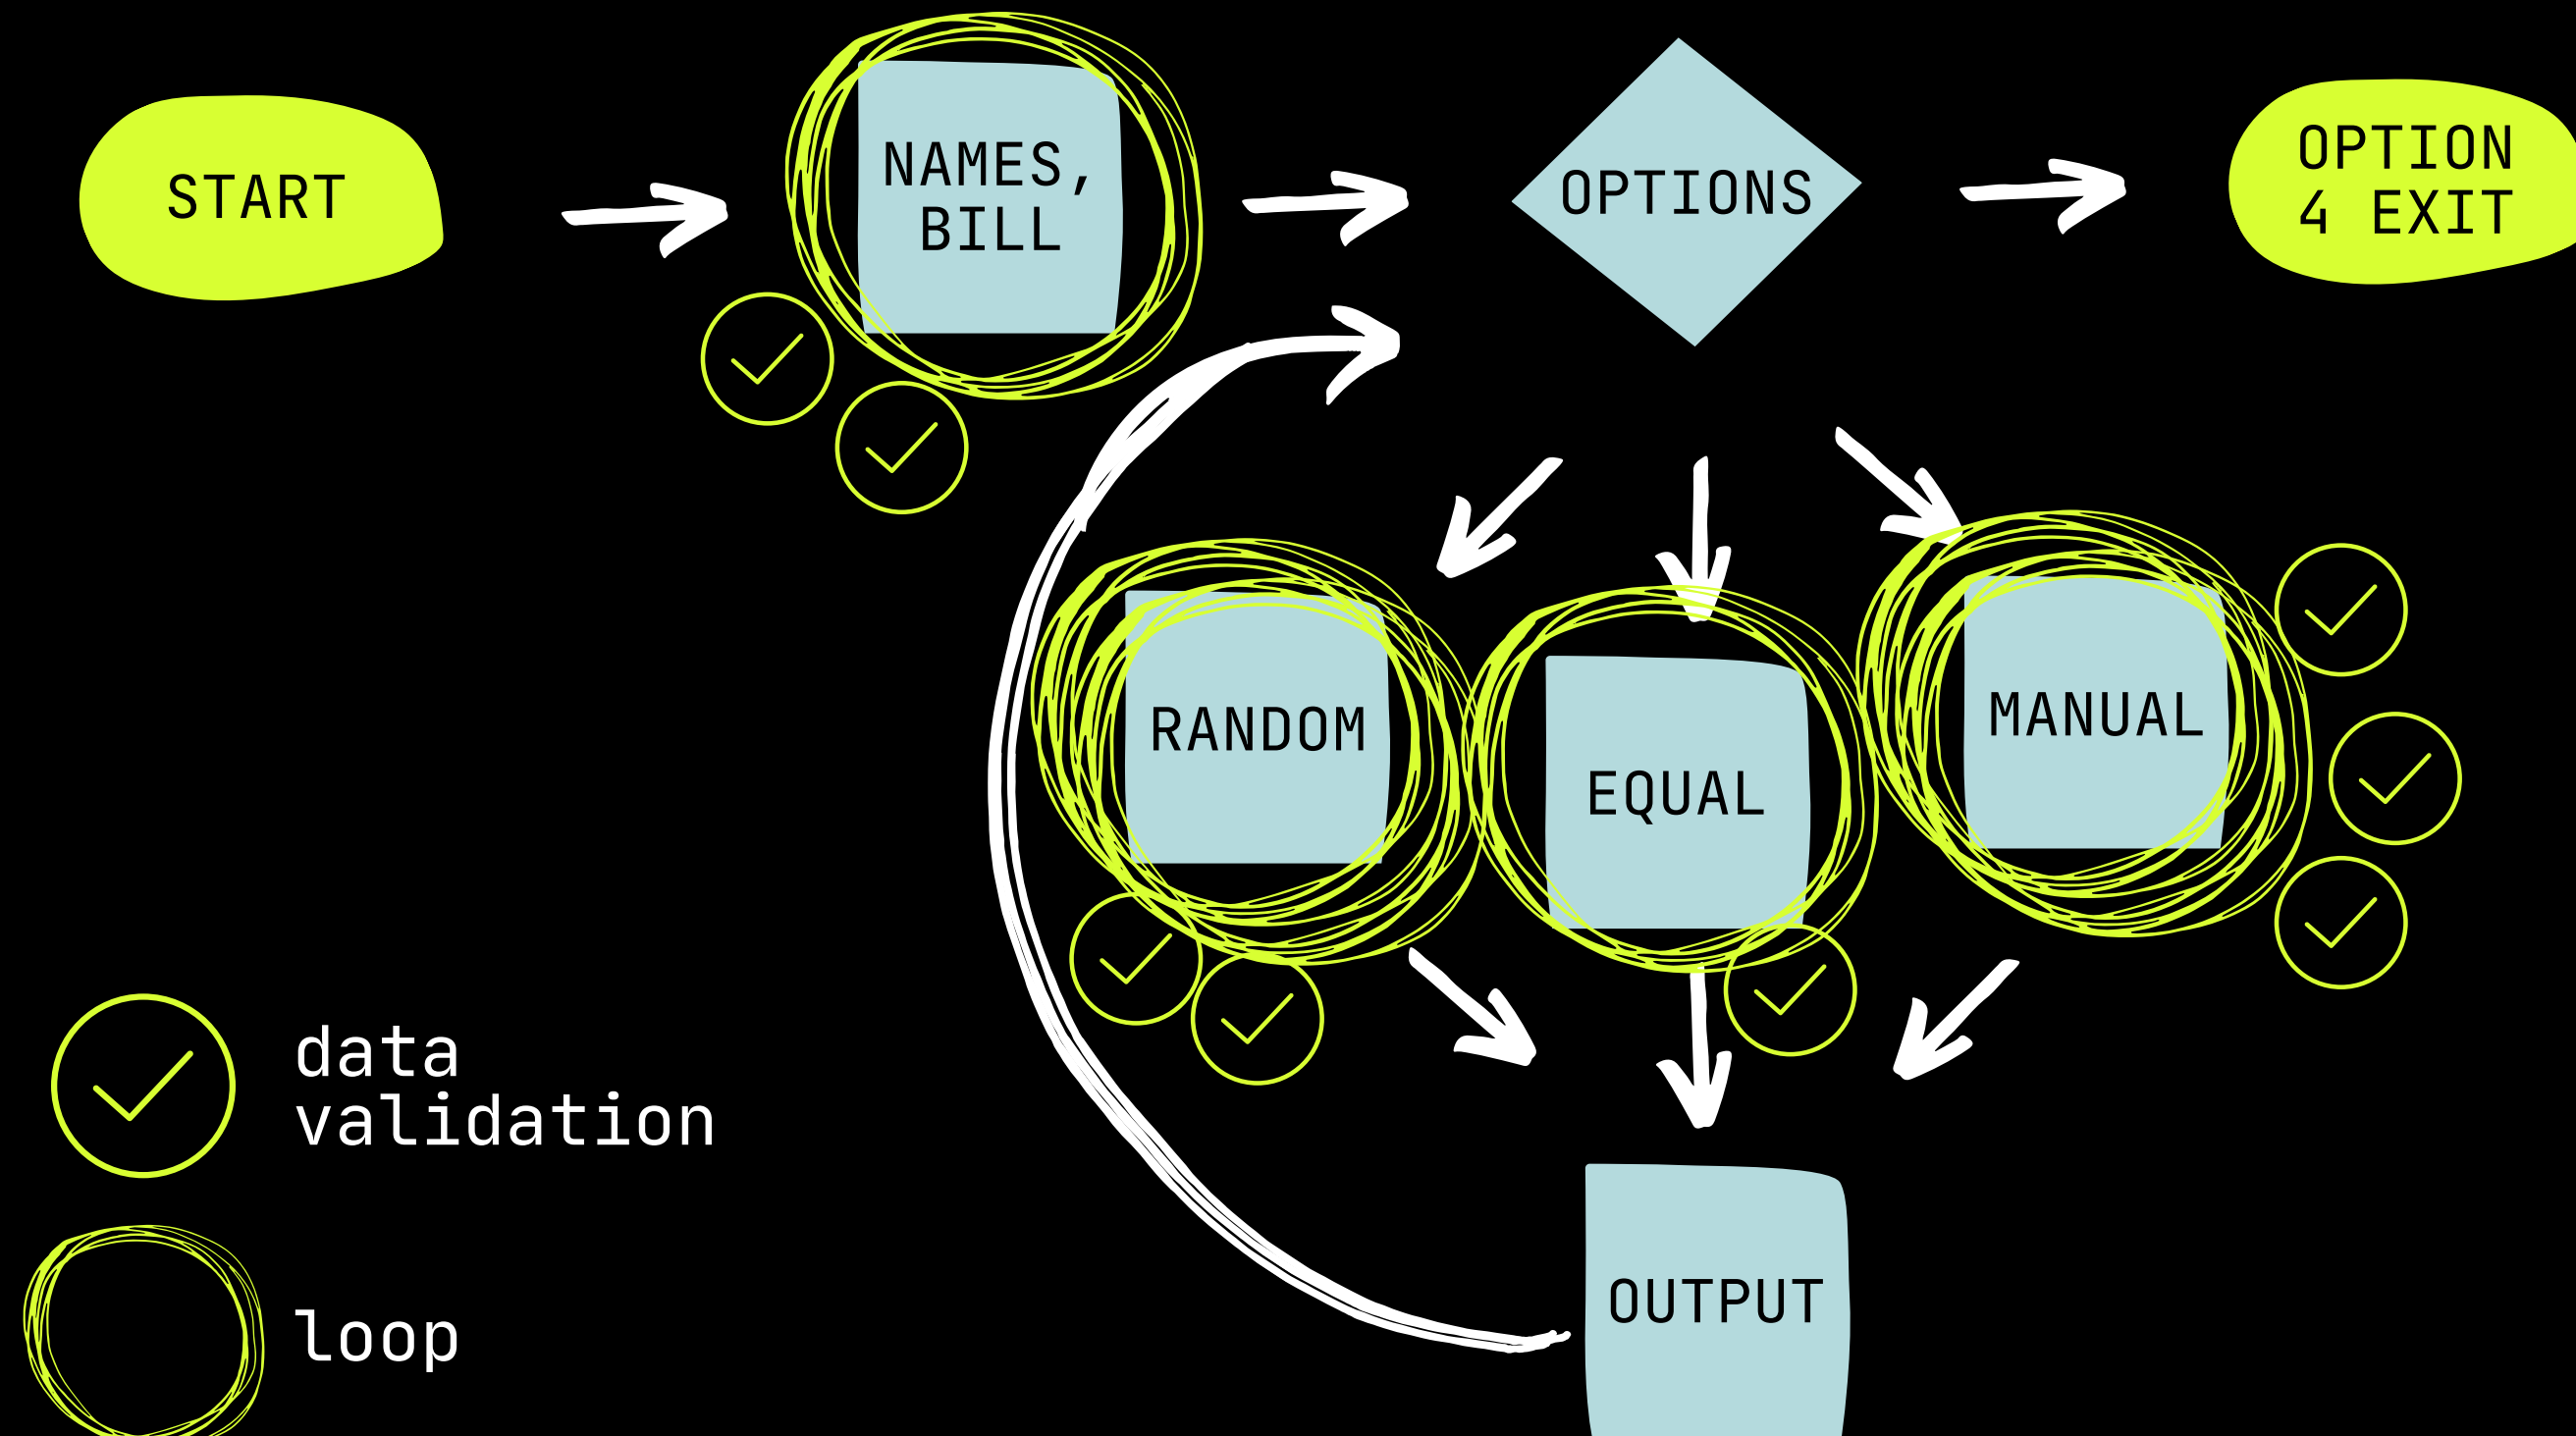 START
NAMES,
BILL
OPTIONS
OPTION
4 EXIT
RANDOM
EQUAL
MANUAL
OUTPUT
data
validation
loop